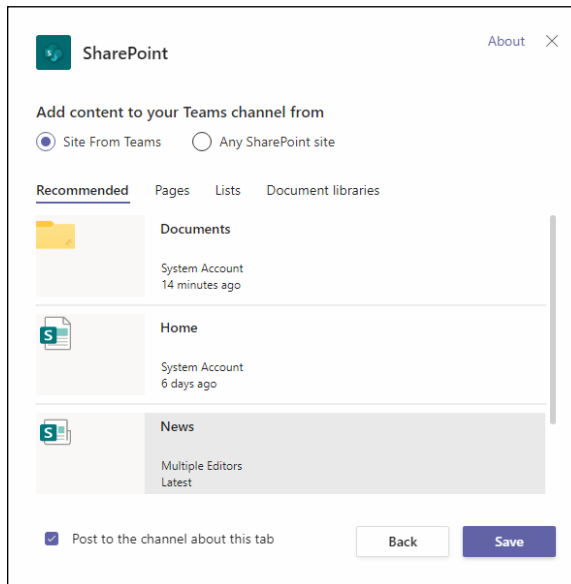 SharePoint
About
Add content to your Teams channel from
Site From Teams
Any SharePoint site
Recommended
Pages
Lists
Document libraries
Documents
System Account
14 minutes ago
Home
System Account
6 days ago
News
Multiple Editors
Latest
Post to the channel about this tab
Back
Save